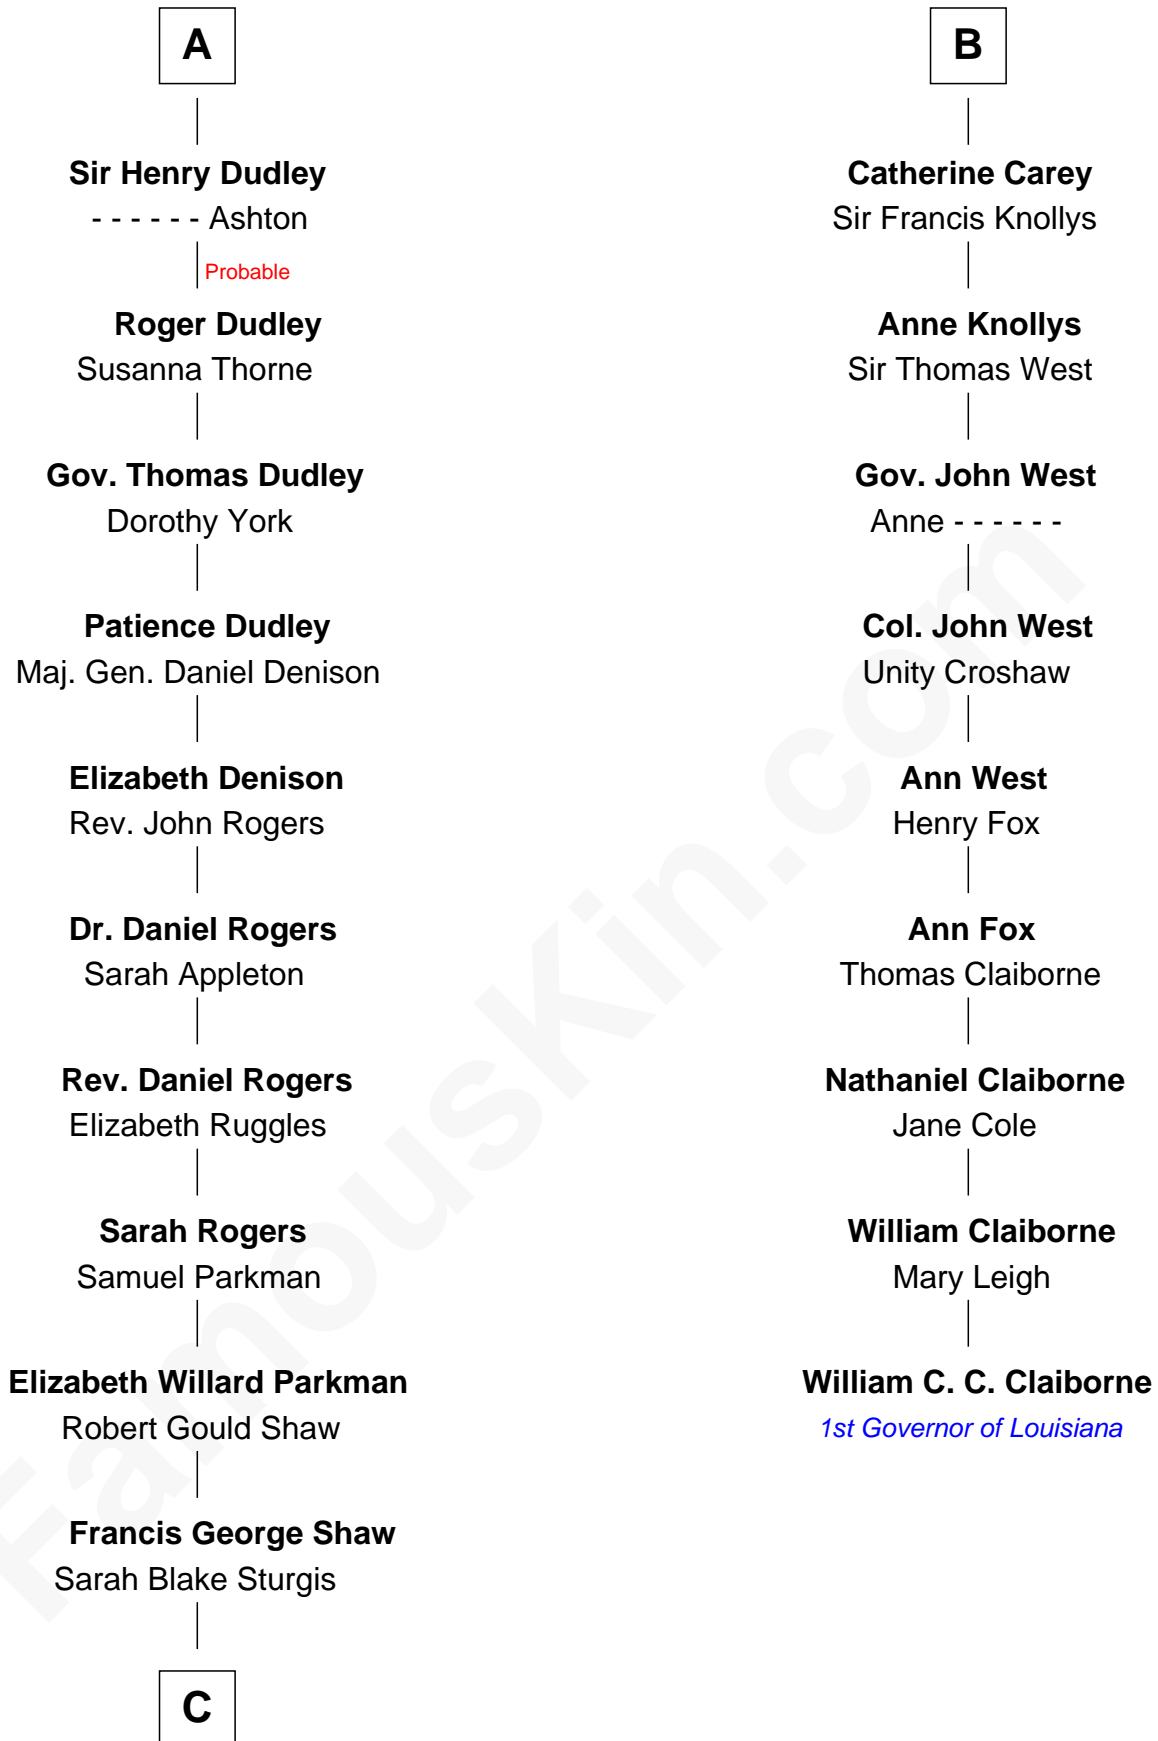 A
Sir Henry Dudley
- - - - - - Ashton
Probable
Roger Dudley
Susanna Thorne
Gov. Thomas Dudley
Dorothy York
Patience Dudley
Maj. Gen. Daniel Denison
Elizabeth Denison
Rev. John Rogers
Dr. Daniel Rogers
Sarah Appleton
Rev. Daniel Rogers
Elizabeth Ruggles
Sarah Rogers
Samuel Parkman
Elizabeth Willard Parkman
Robert Gould Shaw
Francis George Shaw
Sarah Blake Sturgis
C
B
Catherine Carey
Sir Francis Knollys
Anne Knollys
Sir Thomas West
Gov. John West
Anne - - - - - -
Col. John West
Unity Croshaw
Ann West
Henry Fox
Ann Fox
Thomas Claiborne
Nathaniel Claiborne
Jane Cole
William Claiborne
Mary Leigh
William C. C. Claiborne
1st Governor of Louisiana
FamousKin.com